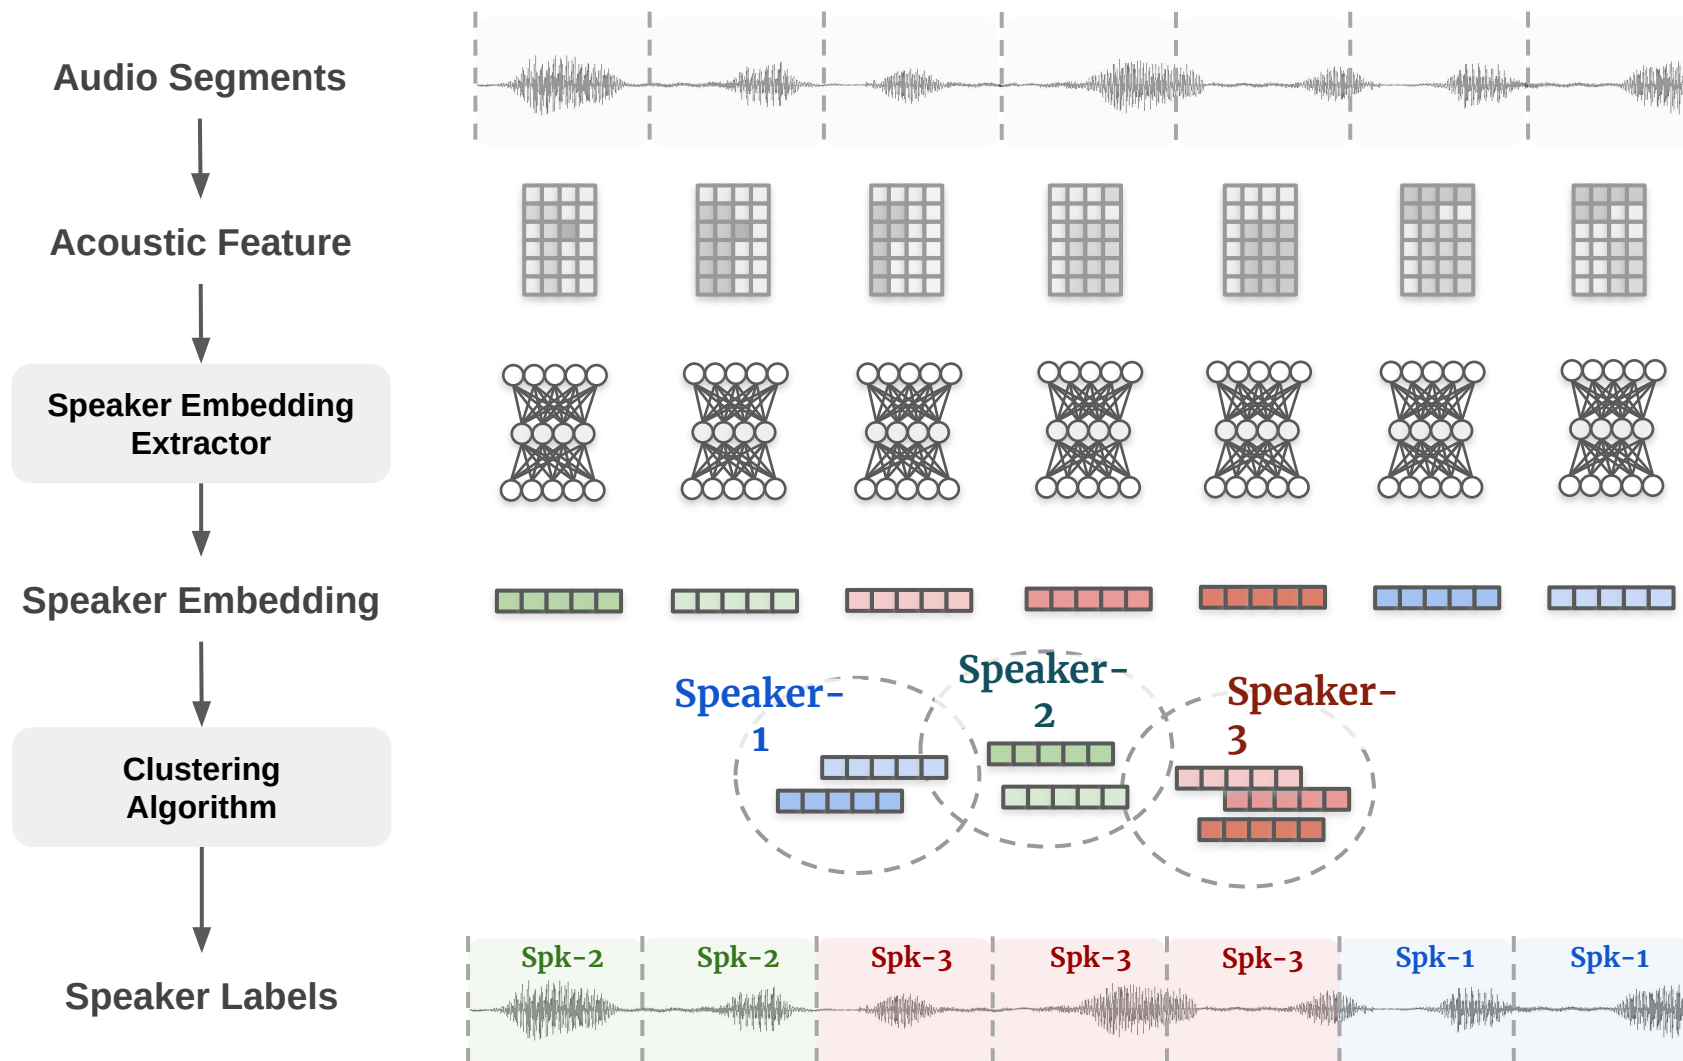 Audio Segments
Acoustic Feature
Speaker Embedding
Extractor
Speaker Embedding
Speaker-
1
Speaker-
2
Speaker-
3
Clustering
Algorithm
Spk-2
Spk-2
Spk-3
Spk-3
Spk-3
Spk-1
Spk-1
Speaker Labels